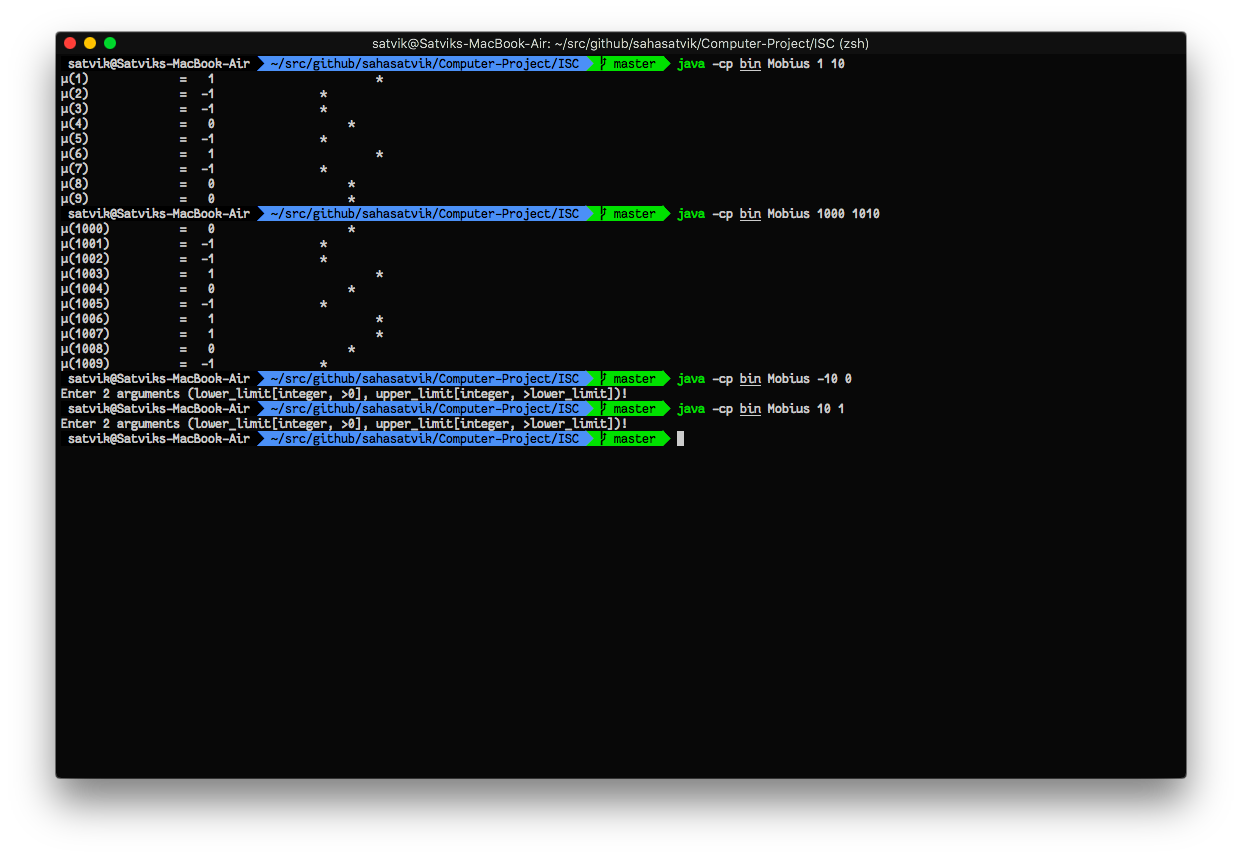 satvik@Satviks-MacBook-Air: ~/src/github/sahasatvik/Computer-Project/ISC (zsh)
satvik@Satviks-MacBook-Air ~/src/github/sahasatvik/Computer-Project/ISC master java -cp bin Mobius 1 10
μ(1) = 1 *
μ(2) = -1 *
μ(3) = -1 *
μ(4) = 0 *
μ(5) = -1 *
μ(6) = 1 *
μ(7) = -1 *
μ(8) = 0 *
μ(9) = 0 *
satvik@Satviks-MacBook-Air ~/src/github/sahasatvik/Computer-Project/ISC master java -cp bin Mobius 1000 1010
μ(1000) = 0 *
μ(1001) = -1 *
μ(1002) = -1 *
μ(1003) = 1 *
μ(1004) = 0 *
μ(1005) = -1 *
μ(1006) = 1 *
μ(1007) = 1 *
μ(1008) = 0 *
μ(1009) = -1 *
satvik@Satviks-MacBook-Air ~/src/github/sahasatvik/Computer-Project/ISC master java -cp bin Mobius -10 0
Enter 2 arguments (lower_limit[integer, >0], upper_limit[integer, >lower_limit])!
satvik@Satviks-MacBook-Air ~/src/github/sahasatvik/Computer-Project/ISC master java -cp bin Mobius 10 1
Enter 2 arguments (lower_limit[integer, >0], upper_limit[integer, >lower_limit])!
satvik@Satviks-MacBook-Air ~/src/github/sahasatvik/Computer-Project/ISC master